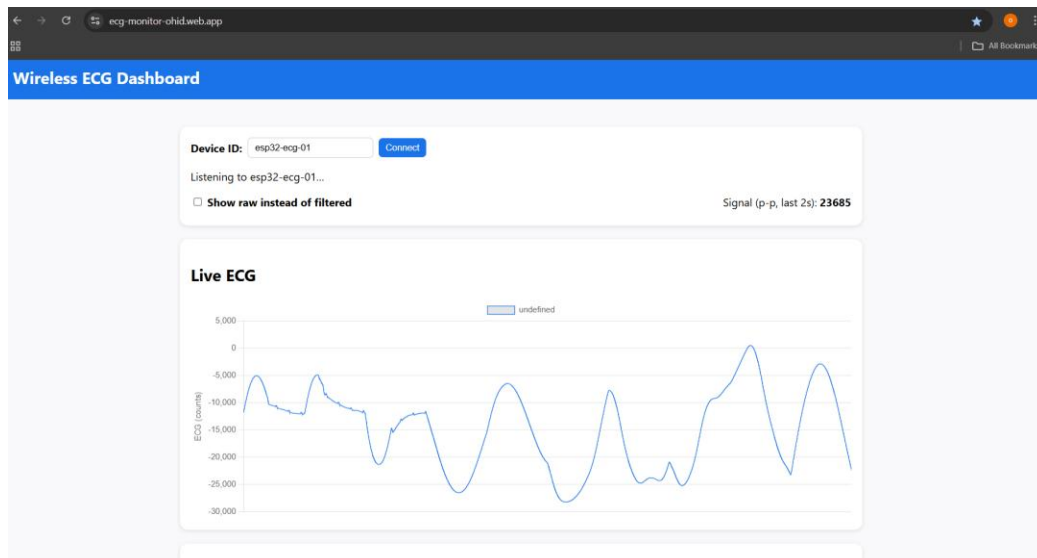 ecg-monitor-ohid.web.app
All Bookmark
Wireless ECG Dashboard
Device ID: esp32-ecg-01 Connect
Listening to esp32-ecg-01...
Show raw instead of filtered Signal (p-p, last 2s): 23685
Live ECG
undefined
5,000
0
-5,000
-10,000
-15,000
-20,000
-25,000
-30,000
ECG (counts)